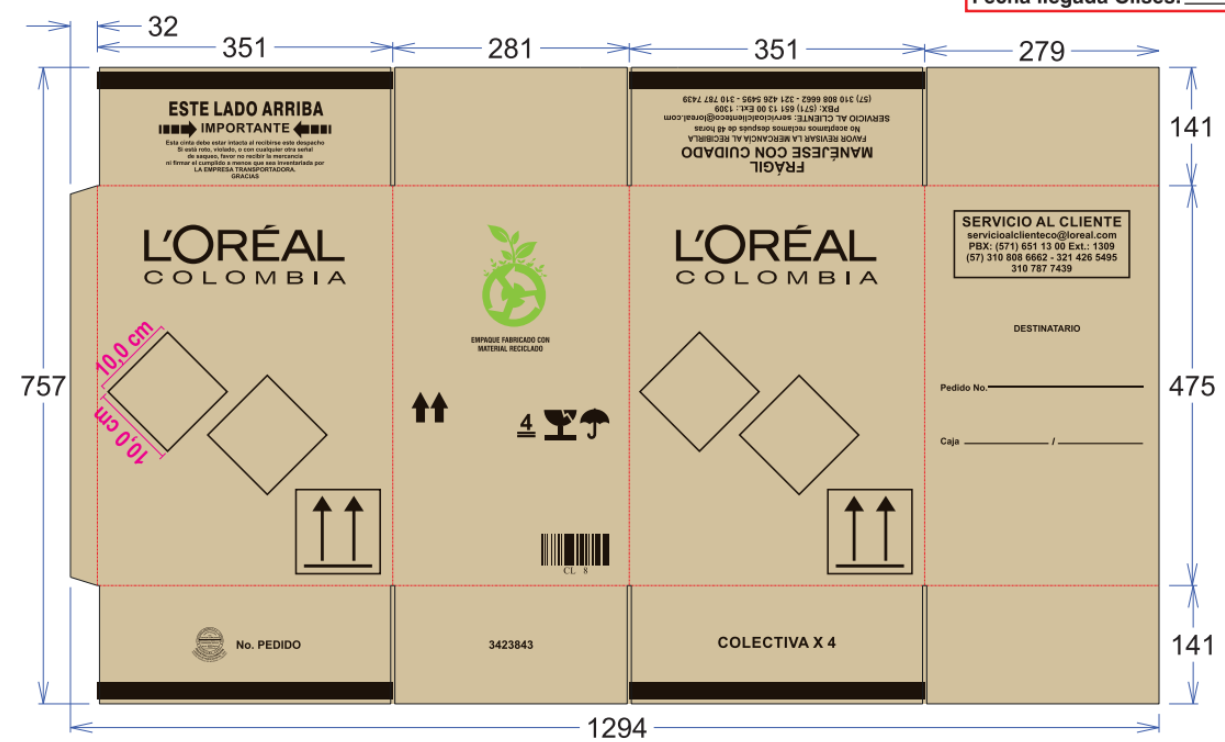 Fecha llegada Ulises:
32
351
281
351
279
141
ESTE LADO ARRIBA
IMPORTANTE
Esta cinta debe estar intacta al recibirse este despacho
Si está roto, violado, o con cualquier otra señal
de saqueo, favor no recibir la mercancia
ni firmar el cumplido a menos que sea inventariada por
LA EMPRESA TRANSPORTADORA.
GRACIAS
FRÁGIL
MANÉJESE CON CUIDADO
FAVOR REVISAR LA MERCANCÍA AL RECIBIRLA
No aceptamos reclamos después de 48 horas
SERVICIO AL CLIENTE: servicioalclienteco@loreal.com
PBX: (571) 651 13 00 Ext.: 1309
(57) 310 808 6662 - 321 426 5495 - 310 787 7439
757
475
L'ORÉAL
COLOMBIA
10,0 cm
10,0 cm
EMPAQUE FABRICADO CON
MATERIAL RECICLADO
4
CL 8
L'ORÉAL
COLOMBIA
SERVICIO AL CLIENTE
servicioalclienteco@loreal.com
PBX: (571) 651 13 00 Ext.: 1309
(57) 310 808 6662 - 321 426 5495
310 787 7439
DESTINATARIO
Pedido No.
Caja /
No. PEDIDO
3423843
COLECTIVA X 4
141
1294